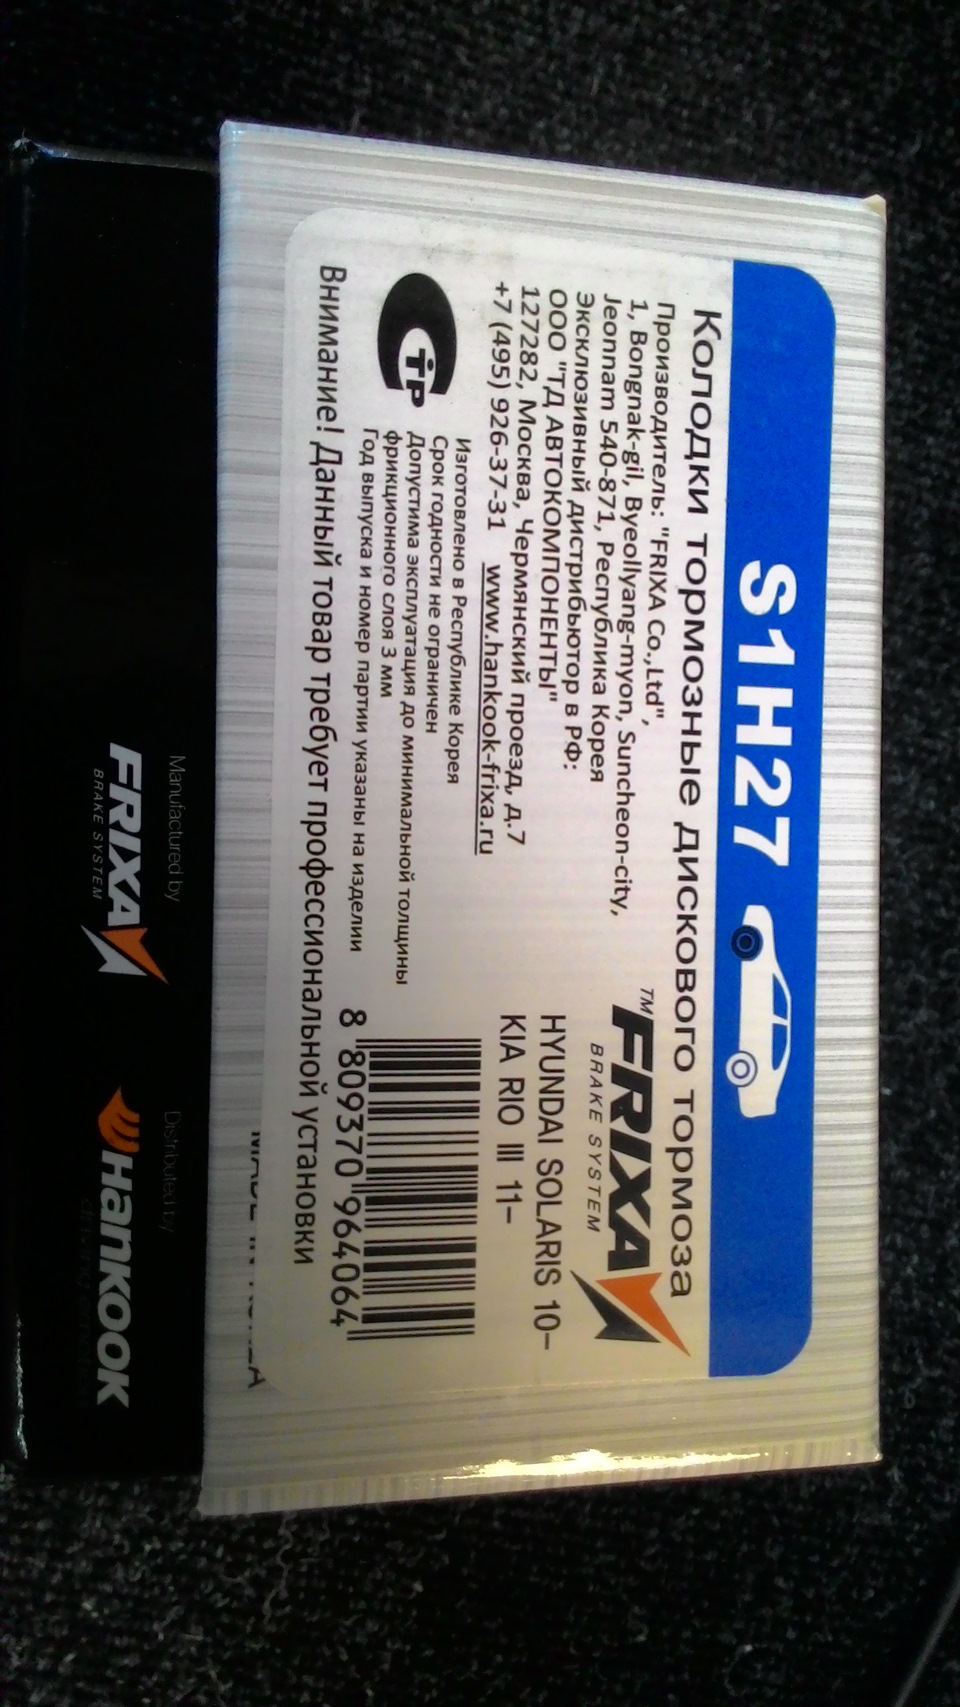 S1H27
Колодки тормозные дискового тормоза
Производитель: "FRIXA Co.,Ltd",
1, Bongnak-gil, Byeollyang-myon, Suncheon-city,
Jeonnam 540-871, Республика Корея
Эксклюзивный дистрибьютор в РФ:
ООО "ТД АВТОКОМПОНЕНТЫ"
127282, Москва, Чермянский проезд, д.7
+7 (495) 926-37-31 www.hankook-frixa.ru
TM FRIXA
BRAKE SYSTEM
HYUNDAI SOLARIS 10–
KIA RIO III 11–
СТР
Изготовлено в Республике Корея
Срок годности не ограничен
Допустима эксплуатация до минимальной толщины
фрикционного слоя 3 мм
Год выпуска и номер партии указаны на изделии
8 809370 964064
Внимание! Данный товар требует профессиональной установки
MADE IN KOREA
Manufactured by
FRIXA
BRAKE SYSTEM
Distributed by
Hankook